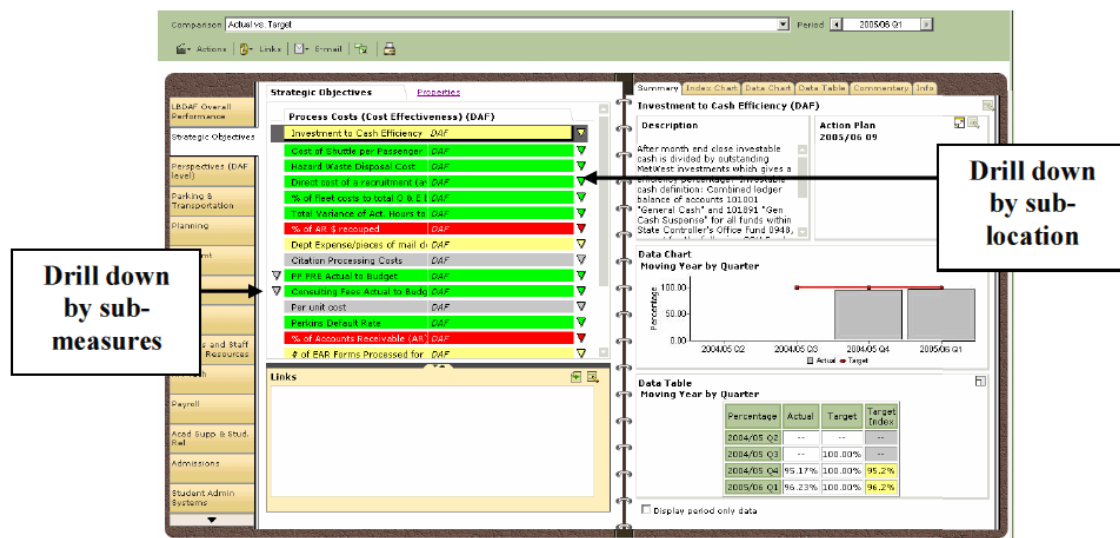 Comparison Actual vs. Target Period 2005/06 Q1
Actions Links E-mail
LBDAF Overall
Performance
Strategic Objectives
Perspectives (DAF
level)
Parking &
Transportation
Planning
and Staff
Resources
Payroll
Acad Supp & Stud.
Rel
Admissions
Student Admin
Systems
Drill down
by sub-
measures
Strategic Objectives Properties
Process Costs (Cost Effectiveness) (DAF)
Investment to Cash Efficiency DAF
Cost of Shuttle per Passenger DAF
Hazard Waste Disposal Cost DAF
Direct cost of a recruitment (a DAF
% of fleet costs to total O & E DAF
Total Variance of Act. Hours to DAF
% of AR $ recouped DAF
Dept Expense/pieces of mail d DAF
Citation Processing Costs DAF
PF FRE Actual to Budget DAF
Consulting Fees Actual to Budg DAF
Per unit cost DAF
Perkins Default Rate DAF
% of Accounts Receivable (AR) DAF
# of EAR Forms Processed for DAF
Links
Summary Index Chart Data Chart Data Table Commentary Info
Investment to Cash Efficiency (DAF)
Description
After month end close investable
cash is divided by outstanding
MetWest investments which gives a
efficiency percentage. Investable
cash definition: Combined ledger
balance of accounts 101001
"General Cash" and 101891 "Gen
Cash Suspense" for all funds within
State Controller's Office Fund 0948,
Action Plan
2005/06 09
Drill down
by sub-
location
Data Chart
Moving Year by Quarter
Percentage
100.00
50.00
0.00
2004/05 Q2 2004/05 Q3 2004/05 Q4 2005/06 Q1
Actual Target
Data Table
Moving Year by Quarter
Percentage Actual Target Target
Index
2004/05 Q2 -- -- --
2004/05 Q3 -- 100.00% --
2004/05 Q4 95.17% 100.00% 95.2%
2005/06 Q1 96.23% 100.00% 96.2%
Display period only data